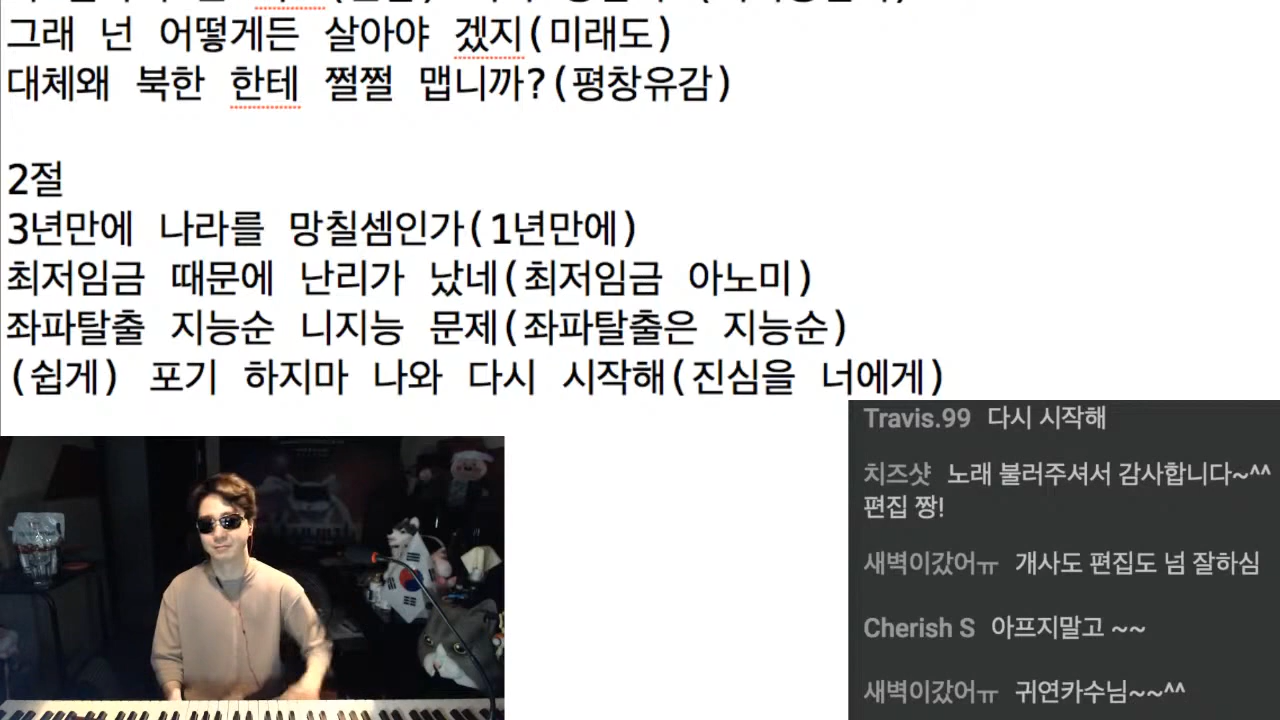 그래 넌 어떻게든 살아야 겠지(미래도)
대체왜 북한 한테 쩔쩔 맵니까?(평창유감)
2절
3년만에 나라를 망칠셈인가(1년만에)
최저임금 때문에 난리가 났네(최저임금 아노미)
좌파탈출 지능순 니지능 문제(좌파탈출은 지능순)
(쉽게) 포기 하지마 나와 다시 시작해(진심을 너에게)
Travis.99 다시 시작해
치즈샷 노래 불러주셔서 감사합니다~^^
편집 짱!
새벽이갔어ㅠ 개사도 편집도 넘 잘하심
Cherish S 아프지말고 ~~
새벽이갔어ㅠ 귀연카수님~~^^